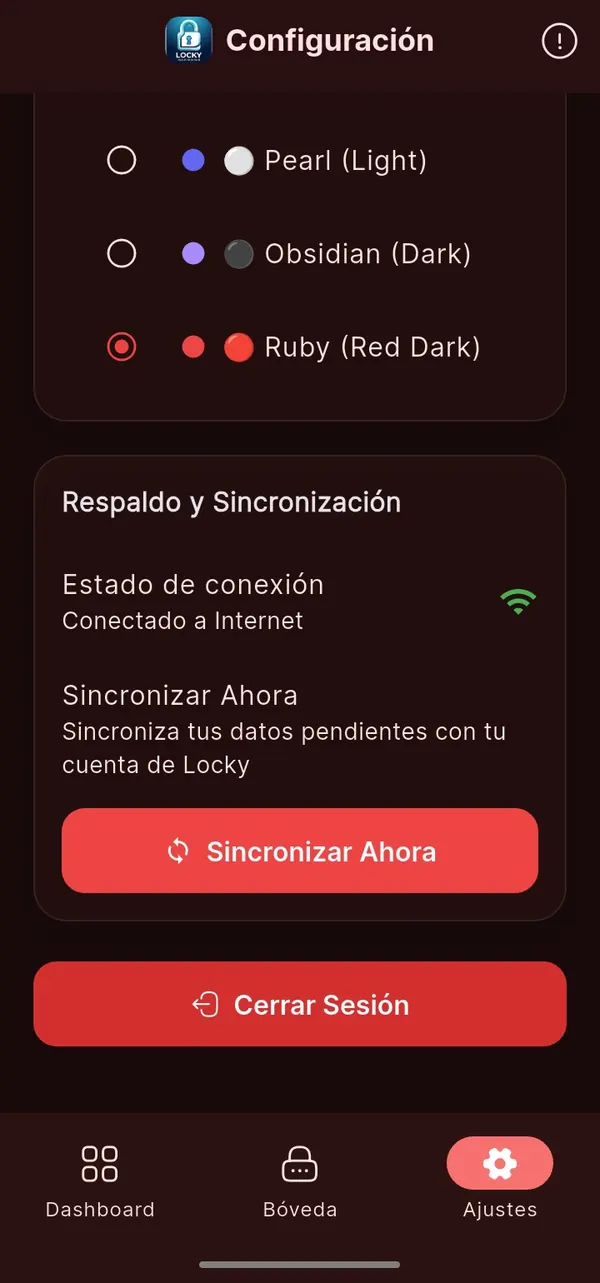 LOCKY
Configuración
Pearl (Light)
Obsidian (Dark)
Ruby (Red Dark)
Respaldo y Sincronización
Estado de conexión
Conectado a Internet
Sincronizar Ahora
Sincroniza tus datos pendientes con tu
cuenta de Locky
Sincronizar Ahora
Cerrar Sesión
Dashboard
Bóveda
Ajustes